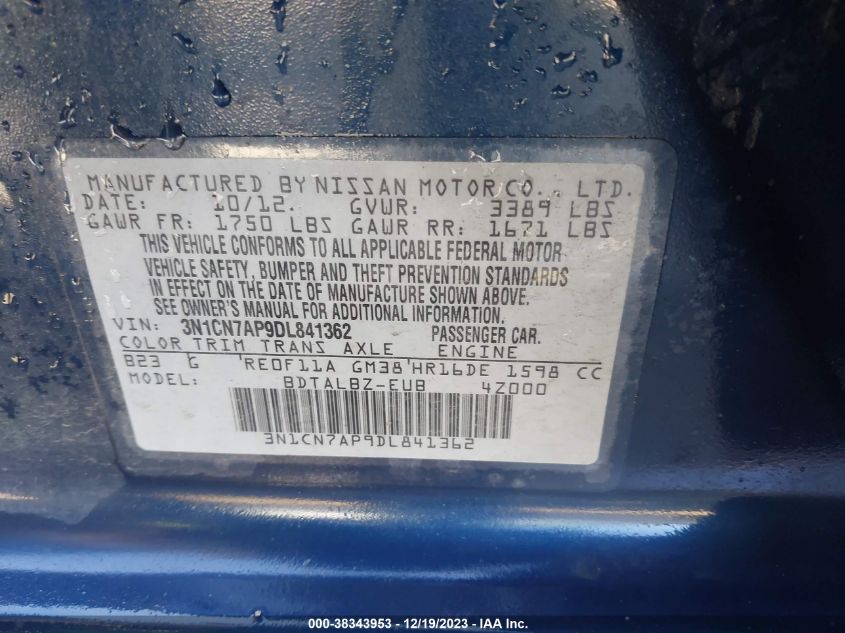 MANUFACTURED BY NISSAN MOTOR CO., LTD.
DATE: 10/12. GVWR: 3389 LBS
GAWR FR: 1750 LBS GAWR RR: 1671 LBS
THIS VEHICLE CONFORMS TO ALL APPLICABLE FEDERAL MOTOR
VEHICLE SAFETY, BUMPER AND THEFT PREVENTION STANDARDS
IN EFFECT ON THE DATE OF MANUFACTURE SHOWN ABOVE.
SEE OWNER'S MANUAL FOR ADDITIONAL INFORMATION.
VIN: 3N1CN7AP9DL841362 PASSENGER CAR.
COLOR TRIM TRANS AXLE ENGINE
B23 G 'RE0F11A GM38'HR16DE 1598 CC
MODEL: BDTALBZ-EUB 4Z000
3N1CN7AP9DL841362
000-38343953 - 12/19/2023 - IAA Inc.